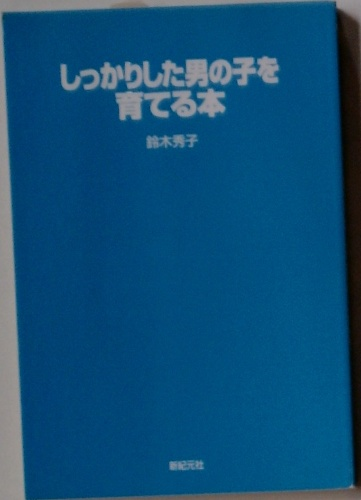 しっかりした男の子を
育てる本
鈴木秀子
新紀元社